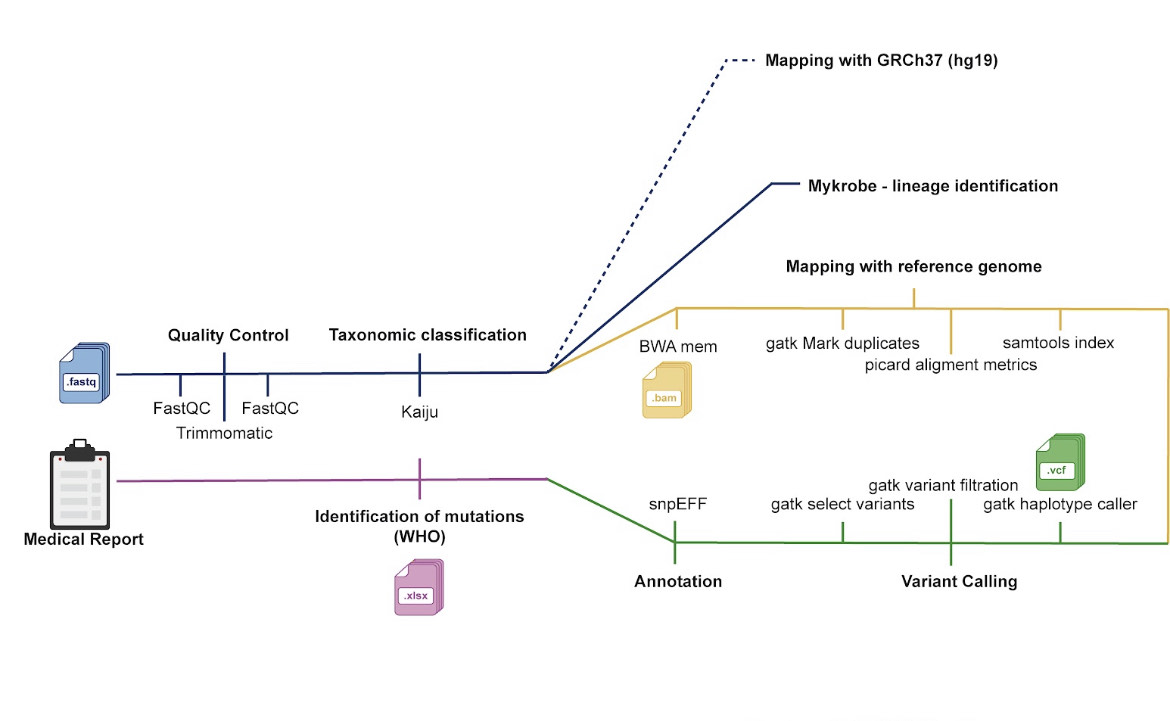 Mapping with GRCh37 (hg19)
Mykrobe - lineage identification
Mapping with reference genome
Quality Control
Taxonomic classification
BWA mem
gatk Mark duplicates
samtools index
picard aligment metrics
.fastq
.bam
FastQC
FastQC
Kaiju
Trimmomatic
.vcf
gatk variant filtration
snpEFF
gatk select variants
gatk haplotype caller
Identification of mutations
(WHO)
Medical Report
Annotation
Variant Calling
.xlsx